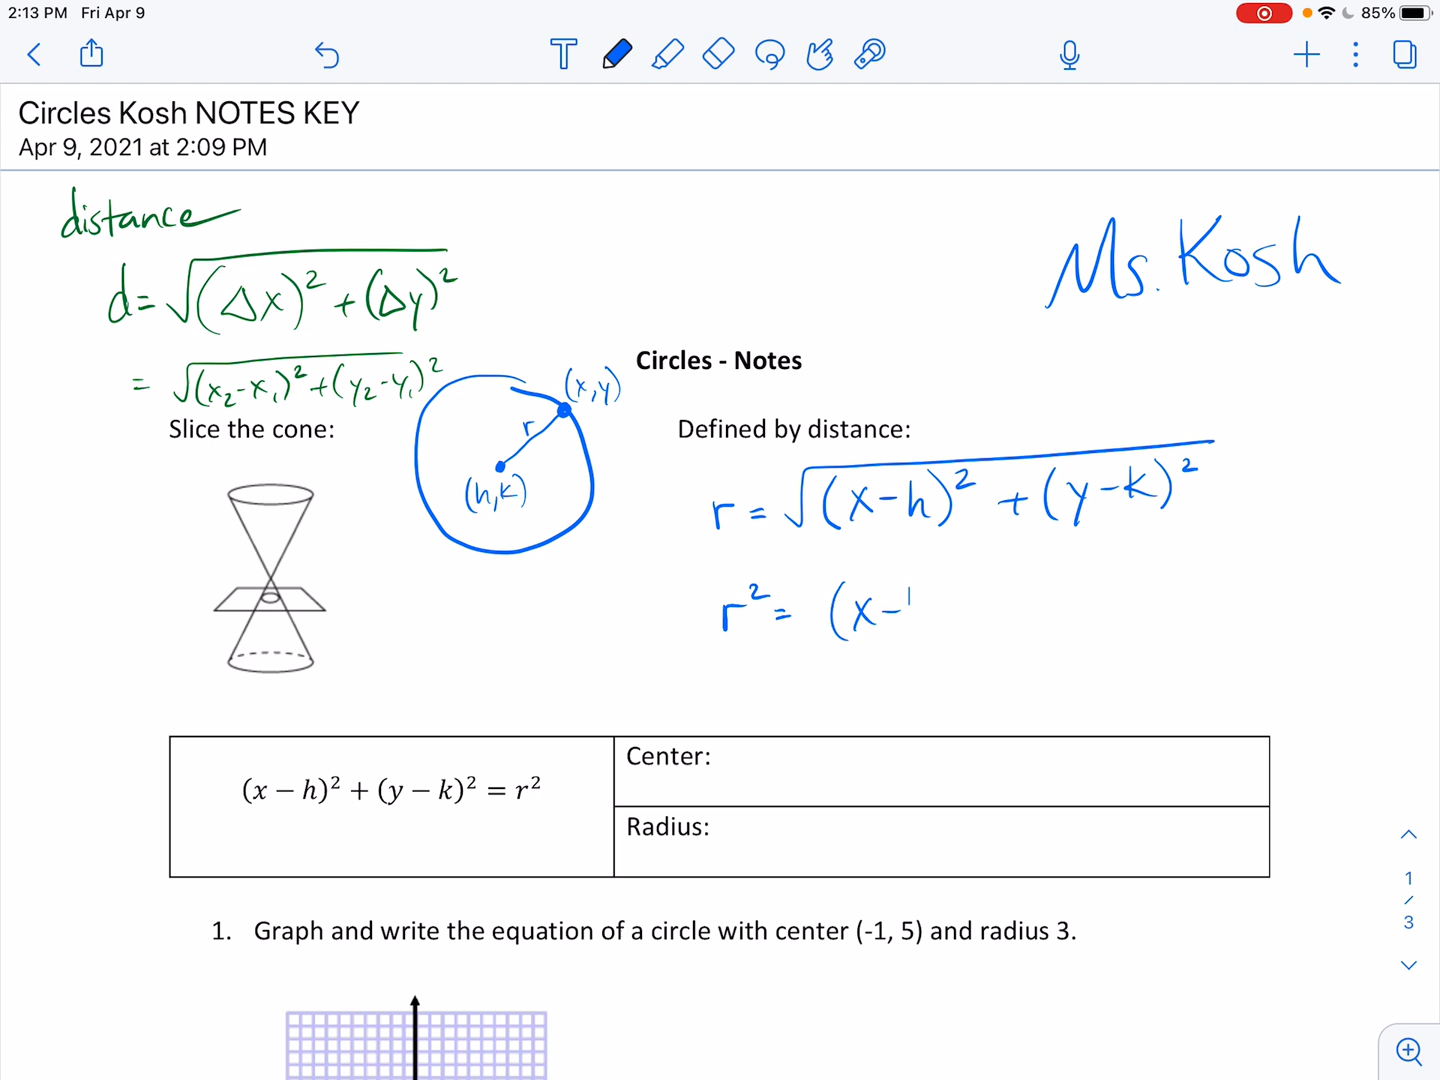 2:13 PM Fri Apr 9
85%
Circles Kosh NOTES KEY
Apr 9, 2021 at 2:09 PM
distance
d = √(Δx)² + (Δy)²
= √(x₂-x₁)² + (y₂-y₁)²
Ms. Kosh
Circles - Notes
Slice the cone:
(x,y)
r
(h,k)
Defined by distance:
r = √(x-h)² + (y-k)²
r² = (x-
(x − h)² + (y − k)² = r²
Center:
Radius:
1. Graph and write the equation of a circle with center (-1, 5) and radius 3.
1
/
3